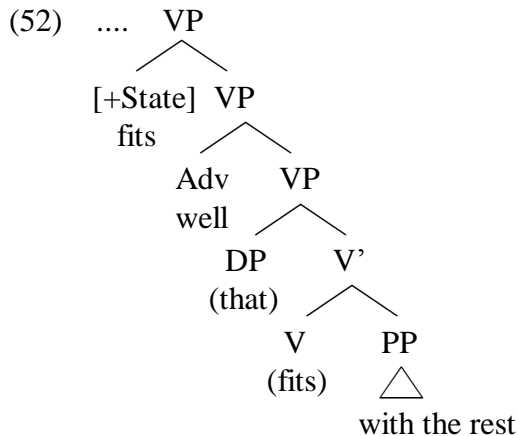 (52) .... VP
[+State] VP
fits
Adv VP
well
DP V’
(that)
V PP
(fits)
with the rest